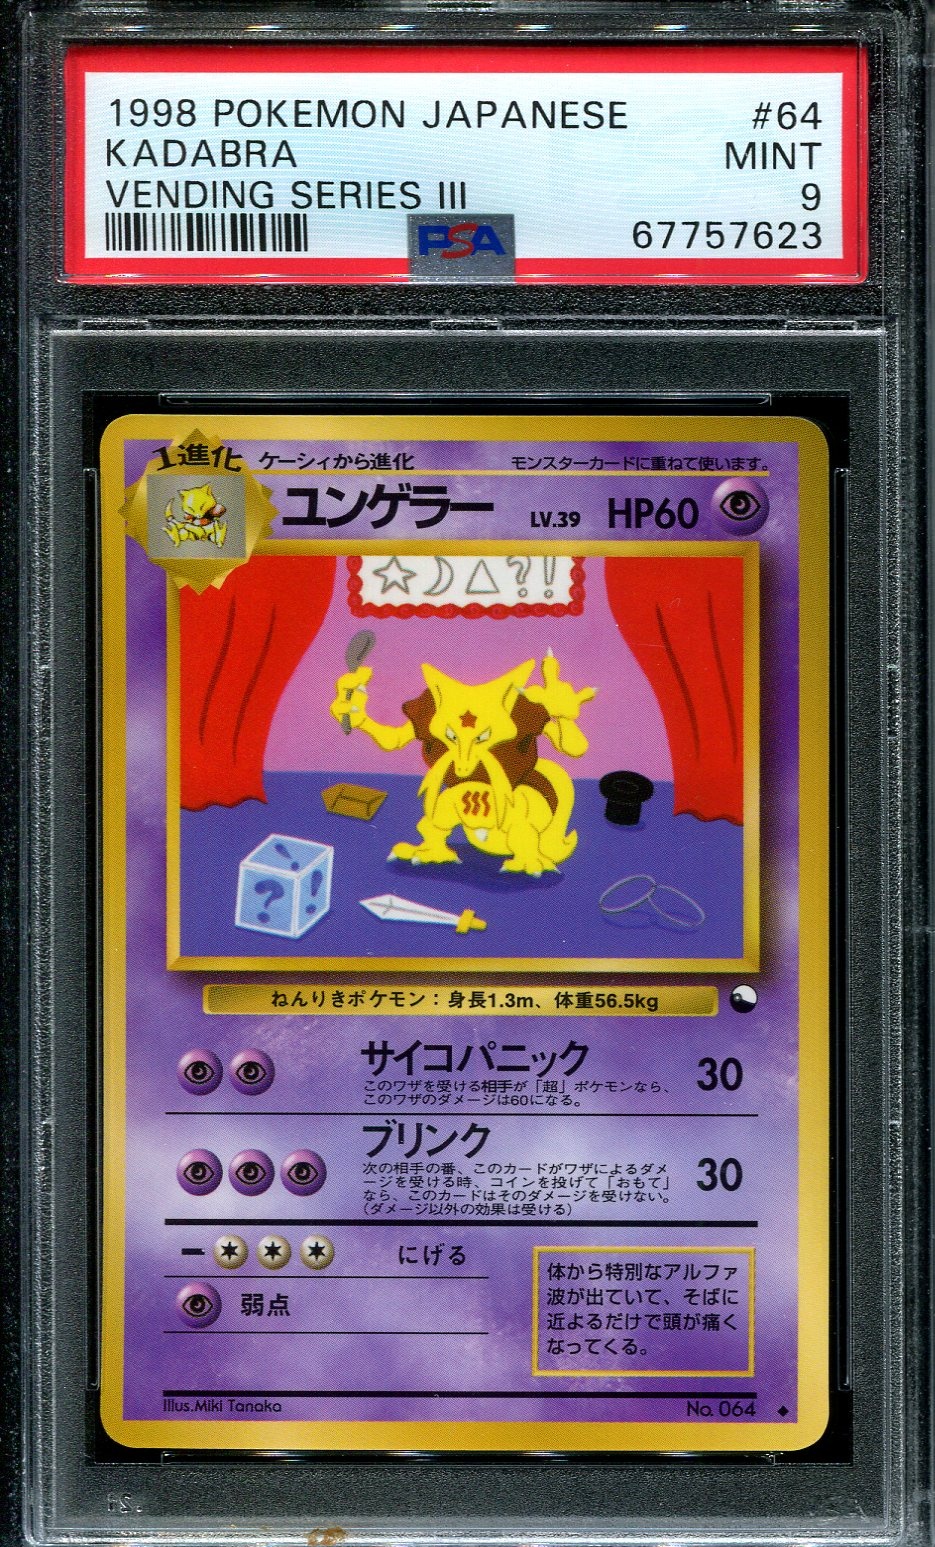 1998 POKEMON JAPANESE #64
KADABRA MINT
VENDING SERIES III 9
PSA 67757623
1進化 ケーシィから進化 モンスターカードに重ねて使います。
ユンゲラー LV.39 HP60
?!
? ! !
ねんりきポケモン：身長1.3m、体重56.5kg
サイコパニック 30
このワザを受ける相手が「超」ポケモンなら、
このワザのダメージは60になる。
ブリンク 30
次の相手の番、このカードがワザによるダメ
ージを受ける時、コインを投げて「おもて」
なら、このカードはそのダメージを受けない。
(ダメージ以外の効果は受ける)
にげる
弱点
体から特別なアルファ
波が出ていて、そばに
近よるだけで頭が痛く
なってくる。
Illus.Miki Tanaka No. 064